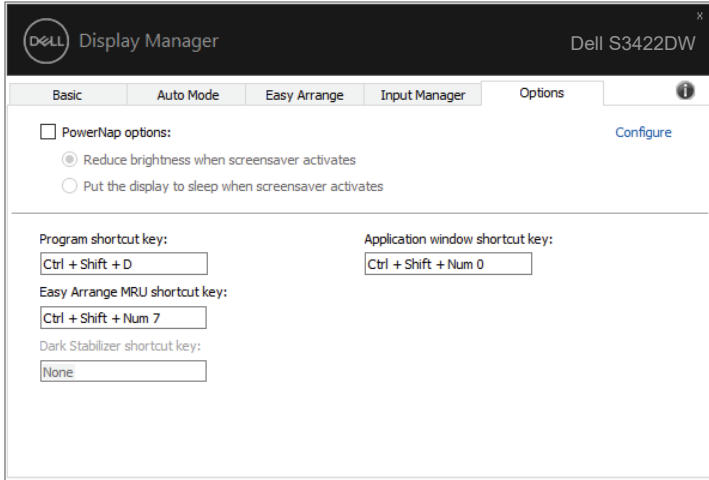 x
DELL Display Manager
Dell S3422DW
Basic Auto Mode Easy Arrange Input Manager Options i
PowerNap options: Configure
Reduce brightness when screensaver activates
Put the display to sleep when screensaver activates
Program shortcut key: Application window shortcut key:
Ctrl + Shift + D Ctrl + Shift + Num 0
Easy Arrange MRU shortcut key:
Ctrl + Shift + Num 7
Dark Stabilizer shortcut key:
None